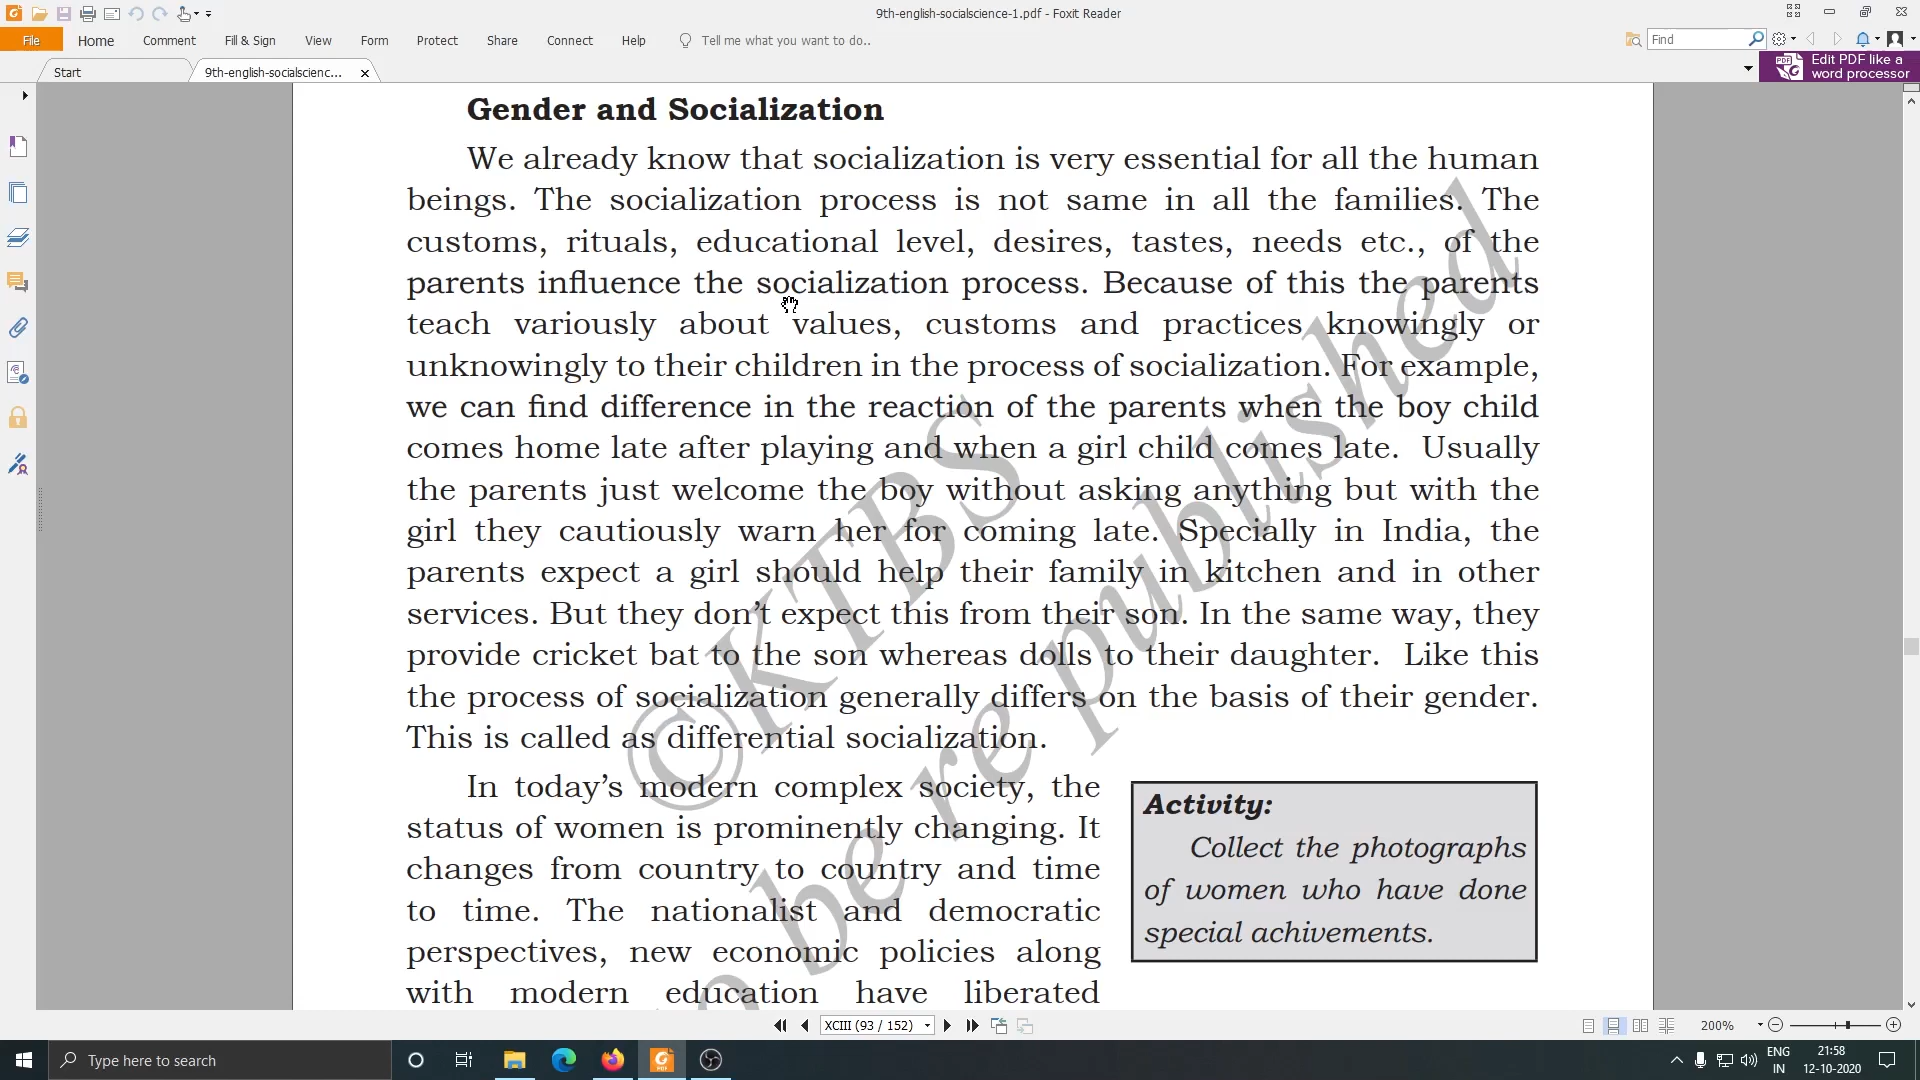 9th-english-socialscience-1.pdf - Foxit Reader
File Home Comment Fill & Sign View Form Protect Share Connect Help Tell me what you want to do.. Find
Start 9th-english-socialscienc... Edit PDF like a
word processor
Gender and Socialization
We already know that socialization is very essential for all the human
beings. The socialization process is not same in all the families. The
customs, rituals, educational level, desires, tastes, needs etc., of the
parents influence the socialization process. Because of this the parents
teach variously about values, customs and practices knowingly or
unknowingly to their children in the process of socialization. For example,
we can find difference in the reaction of the parents when the boy child
comes home late after playing and when a girl child comes late. Usually
the parents just welcome the boy without asking anything but with the
girl they cautiously warn her for coming late. Specially in India, the
parents expect a girl should help their family in kitchen and in other
services. But they don't expect this from their son. In the same way, they
provide cricket bat to the son whereas dolls to their daughter. Like this
the process of socialization generally differs on the basis of their gender.
This is called as differential socialization.
In today's modern complex society, the
status of women is prominently changing. It
changes from country to country and time
to time. The nationalist and democratic
perspectives, new economic policies along
with modern education have liberated
Activity:
Collect the photographs
of women who have done
special achivements.
©KTBS
o be re published
XCIII (93 / 152) 200%
Type here to search
ENG
IN
21:58
12-10-2020